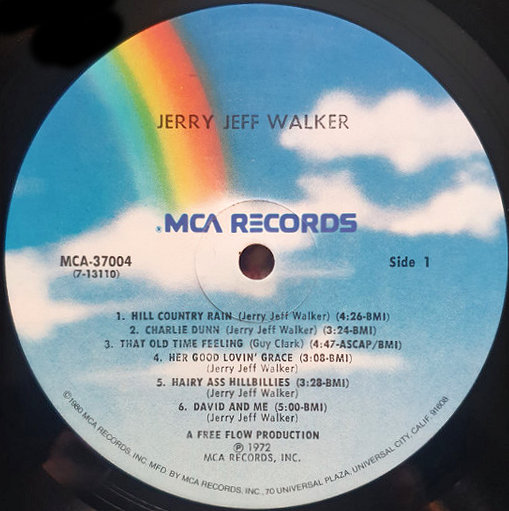 JERRY JEFF WALKER
MCA RECORDS
MCA-37004
(7-13110)
Side 1
1. HILL COUNTRY RAIN (Jerry Jeff Walker) (4:26-BMI)
2. CHARLIE DUNN (Jerry Jeff Walker) (3:24-BMI)
3. THAT OLD TIME FEELING (Guy Clark) (4:47-ASCAP/BMI)
4. HER GOOD LOVIN' GRACE (3:08-BMI)
(Jerry Jeff Walker)
5. HAIRY ASS HILLBILLIES (3:28-BMI)
(Jerry Jeff Walker)
6. DAVID AND ME (5:00-BMI)
(Jerry Jeff Walker)
A FREE FLOW PRODUCTION
℗ 1972
MCA RECORDS, INC.
©1980 MCA RECORDS, INC. MFD. BY MCA RECORDS, INC., 70 UNIVERSAL PLAZA, UNIVERSAL CITY, CALIF. 91608